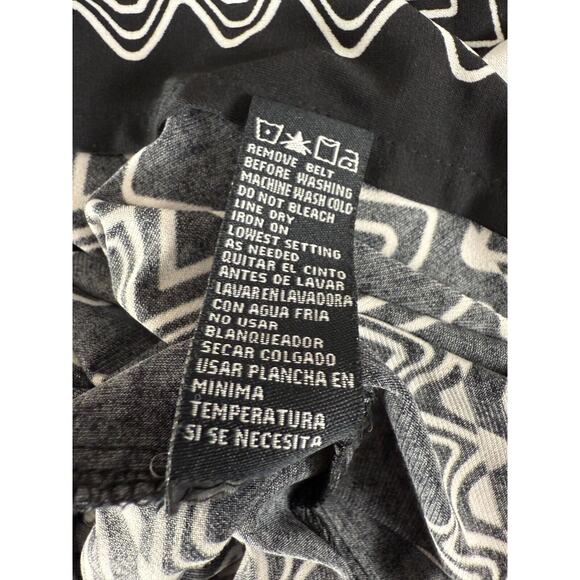 REMOVE BELT
BEFORE WASHING
MACHINE WASH COLD
DO NOT BLEACH
LINE DRY
IRON ON
LOWEST SETTING
AS NEEDED
QUITAR EL CINTO
ANTES DE LAVAR
LAVAR EN LAVADORA
CON AGUA FRIA
NO USAR
BLANQUEADOR
SECAR COLGADO
USAR PLANCHA EN
MINIMA
TEMPERATURA
SI SE NECESITA